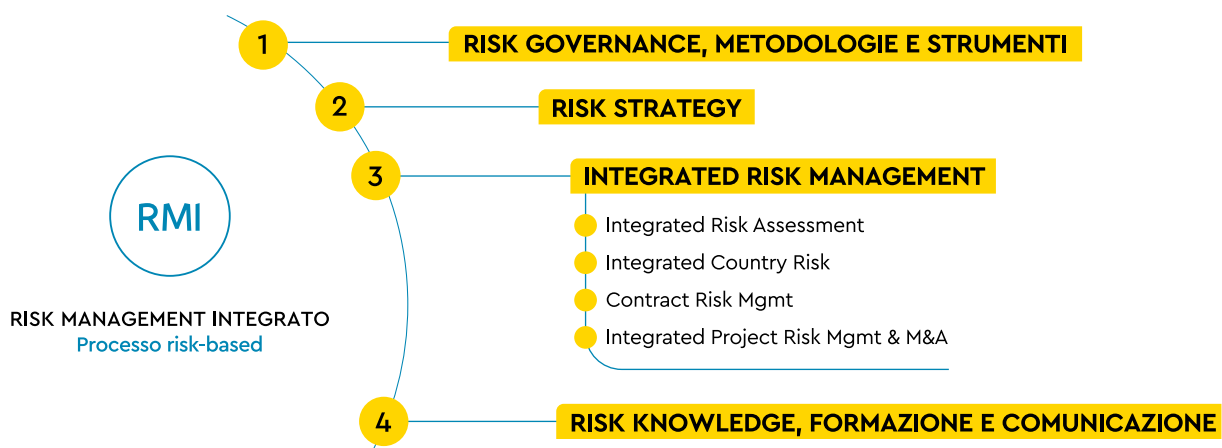 1
RISK GOVERNANCE, METODOLOGIE E STRUMENTI
2
RISK STRATEGY
3
INTEGRATED RISK MANAGEMENT
Integrated Risk Assessment
Integrated Country Risk
Contract Risk Mgmt
Integrated Project Risk Mgmt & M&A
RMI
RISK MANAGEMENT INTEGRATO
Processo risk-based
4
RISK KNOWLEDGE, FORMAZIONE E COMUNICAZIONE